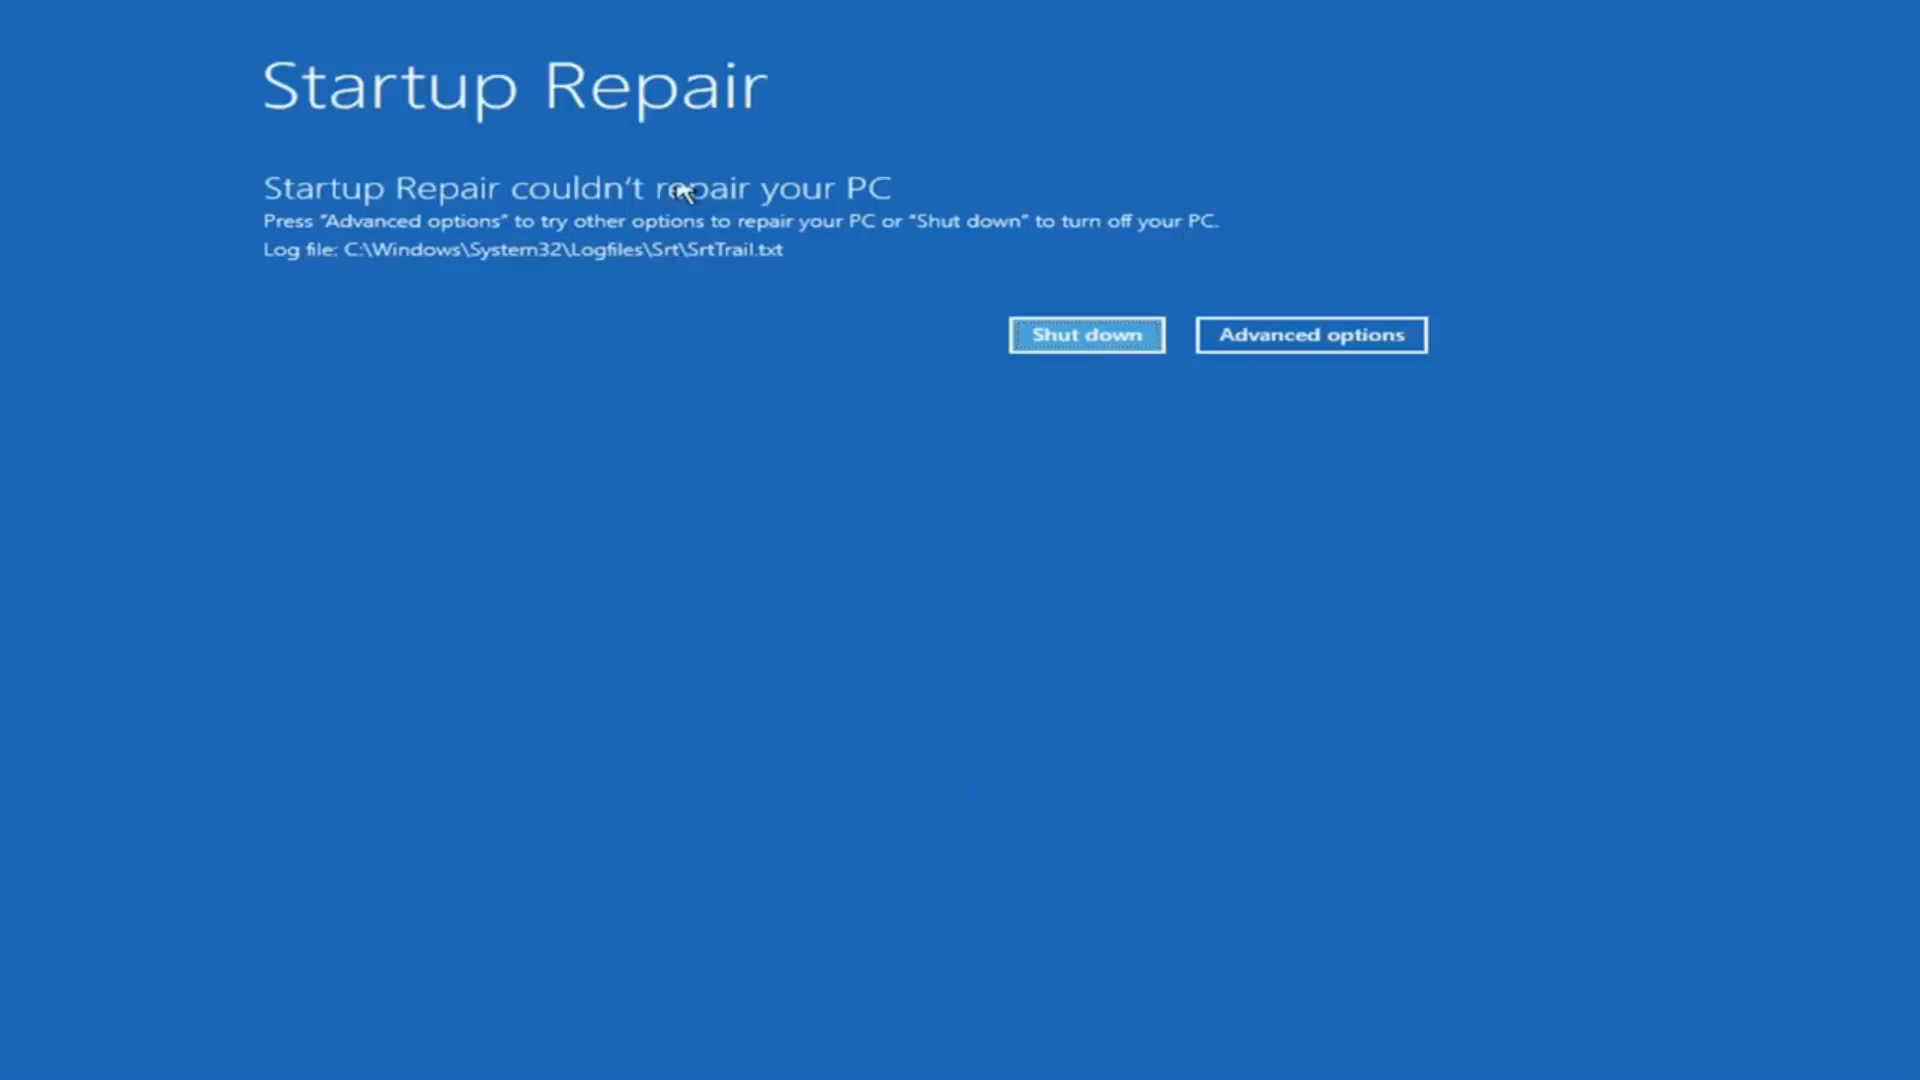 Startup Repair
Startup Repair couldn't repair your PC
Press "Advanced options" to try other options to repair your PC or "Shut down" to turn off your PC.
Log file: C:\Windows\System32\Logfiles\Srt\SrtTrail.txt
Shut down Advanced options